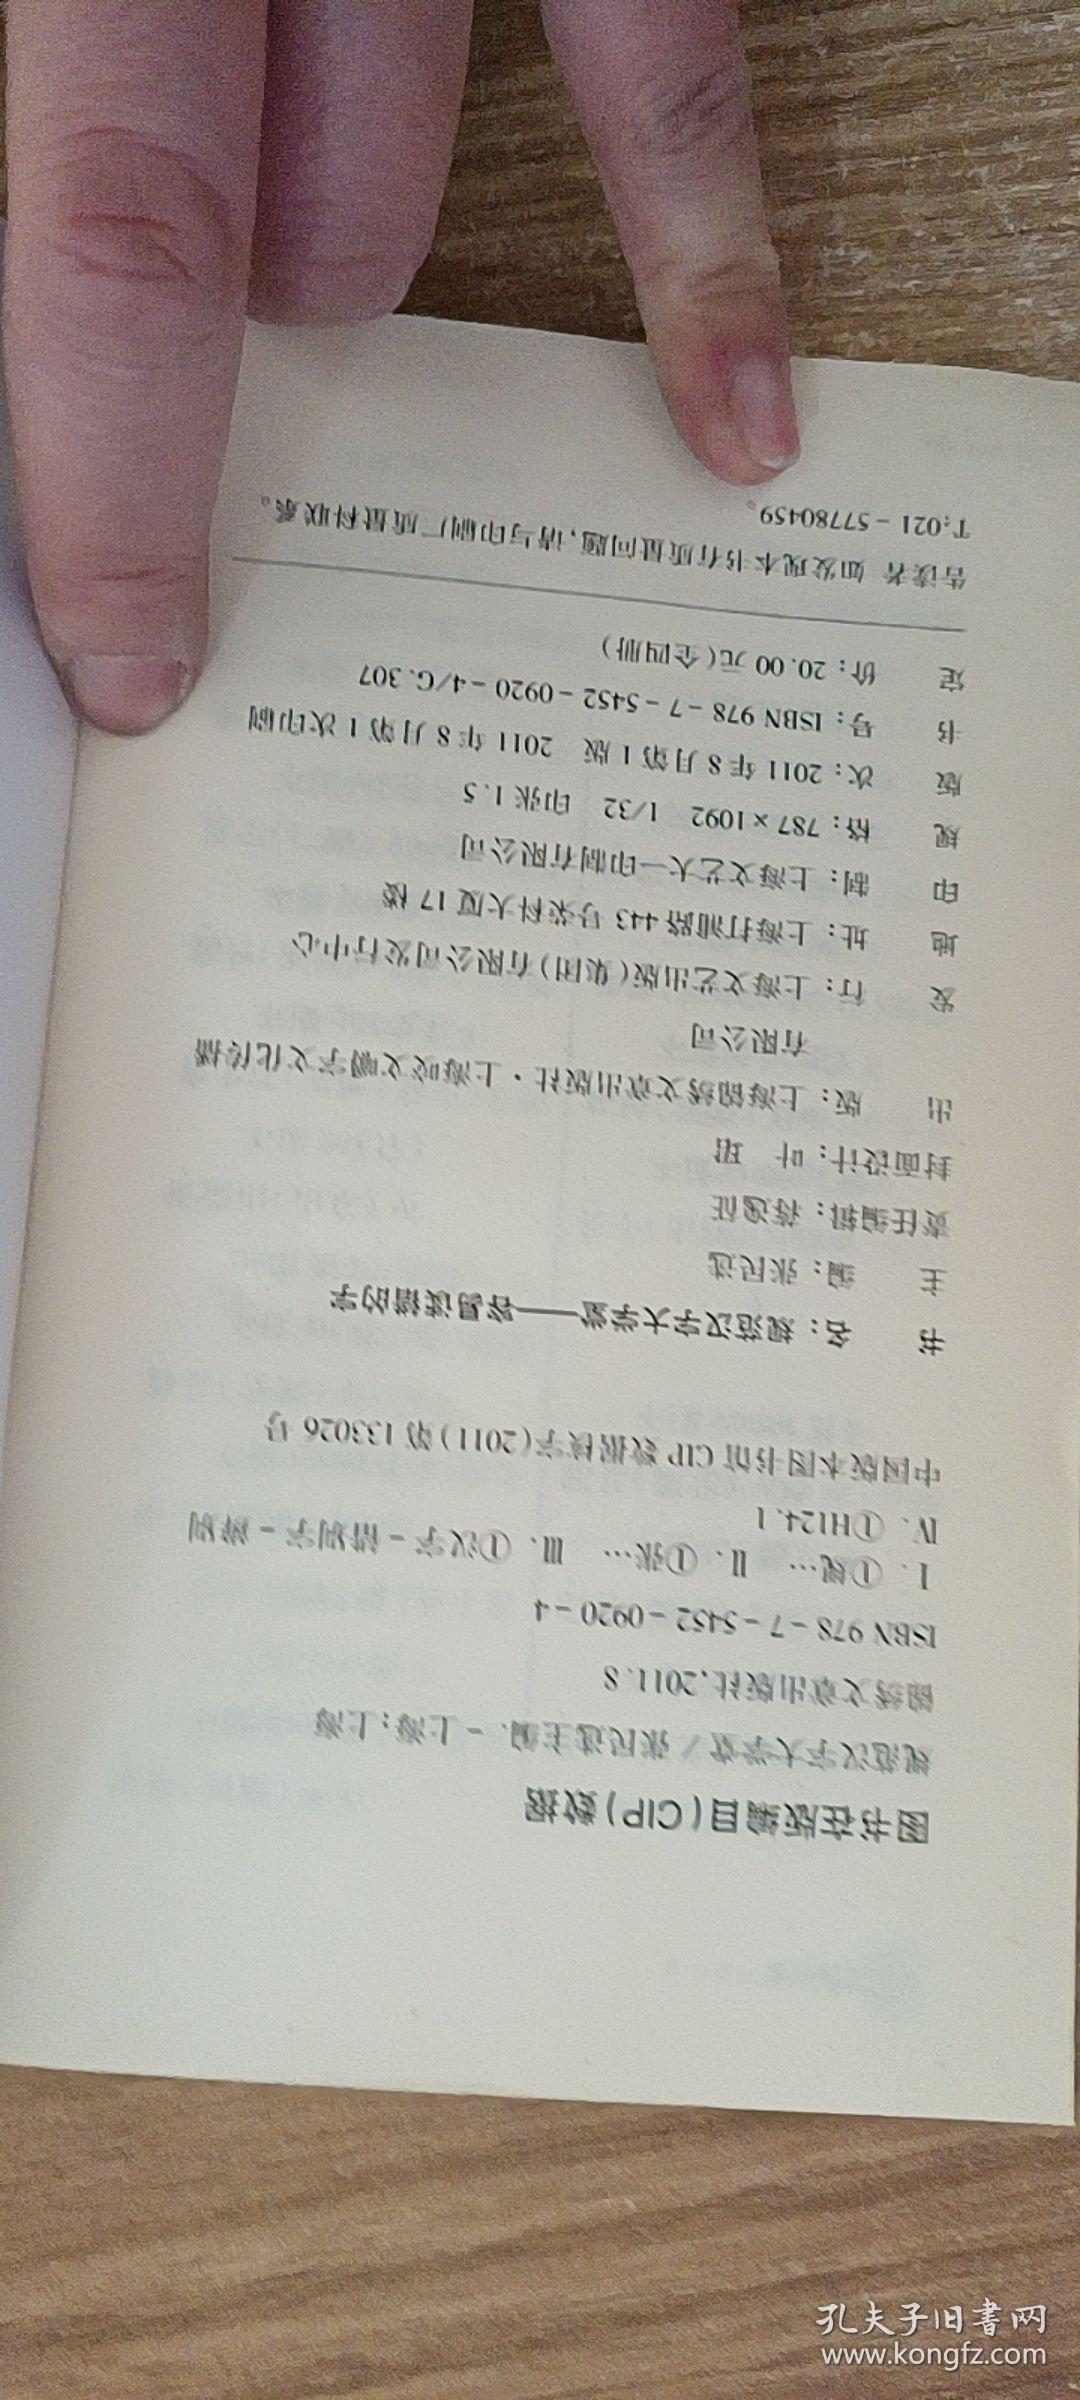 图书在版编目(CIP)数据
规范汉字大学堂／张民选主编.－上海:上海
锦绣文章出版社,2011.8
ISBN 978－7－5452－0920－4
Ⅰ.①规… Ⅱ.①张… Ⅲ.①汉字－错别字－辨别
Ⅳ.①H124.1
中国版本图书馆CIP数据核字(2011)第133026号
书 名：规范汉字大学堂——容易读错的字
主 编：张民选
责任编辑：蒋逸征
封面设计：叶 珺
出 版：上海锦绣文章出版社·上海咬文嚼字文化传播
有限公司
发 行：上海文艺出版(集团)有限公司发行中心
地 址：上海打浦路443号荣科大厦17楼
印 制：上海文艺大一印制有限公司
规 格：787×1092 1/32 印张1.5
版 次：2011年8月第1版 2011年8月第1次印刷
书 号：ISBN 978－7－5452－0920－4/G.307
定 价：20.00元(全四册)
告读者 如发现本书有质量问题,请与印刷厂质量科联系。
T:021－57780459。
孔夫子旧书网
www.kongfz.com